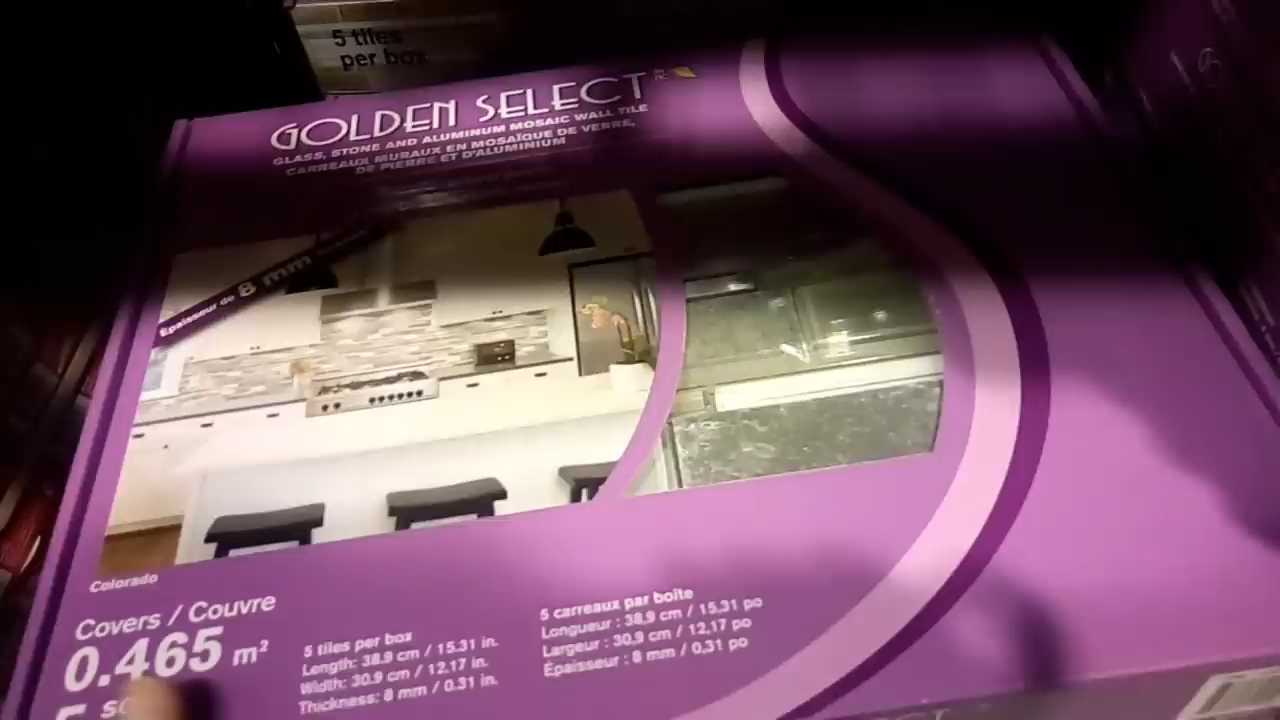 5 tiles
per box
GOLDEN SELECT
GLASS, STONE AND ALUMINUM MOSAIC WALL TILE
CARREAUX MURAUX EN MOSAÏQUE DE VERRE,
DE PIERRE ET D'ALUMINIUM
Épaisseur de 8 mm
Colorado
Covers / Couvre
0.465 m²
5
5 tiles per box
Length: 38.9 cm / 15.31 in.
Width: 30.9 cm / 12.17 in.
Thickness: 8 mm / 0.31 in.
5 carreaux par boîte
Longueur : 38,9 cm / 15,31 po
Largeur : 30,9 cm / 12,17 po
Épaisseur : 8 mm / 0,31 po